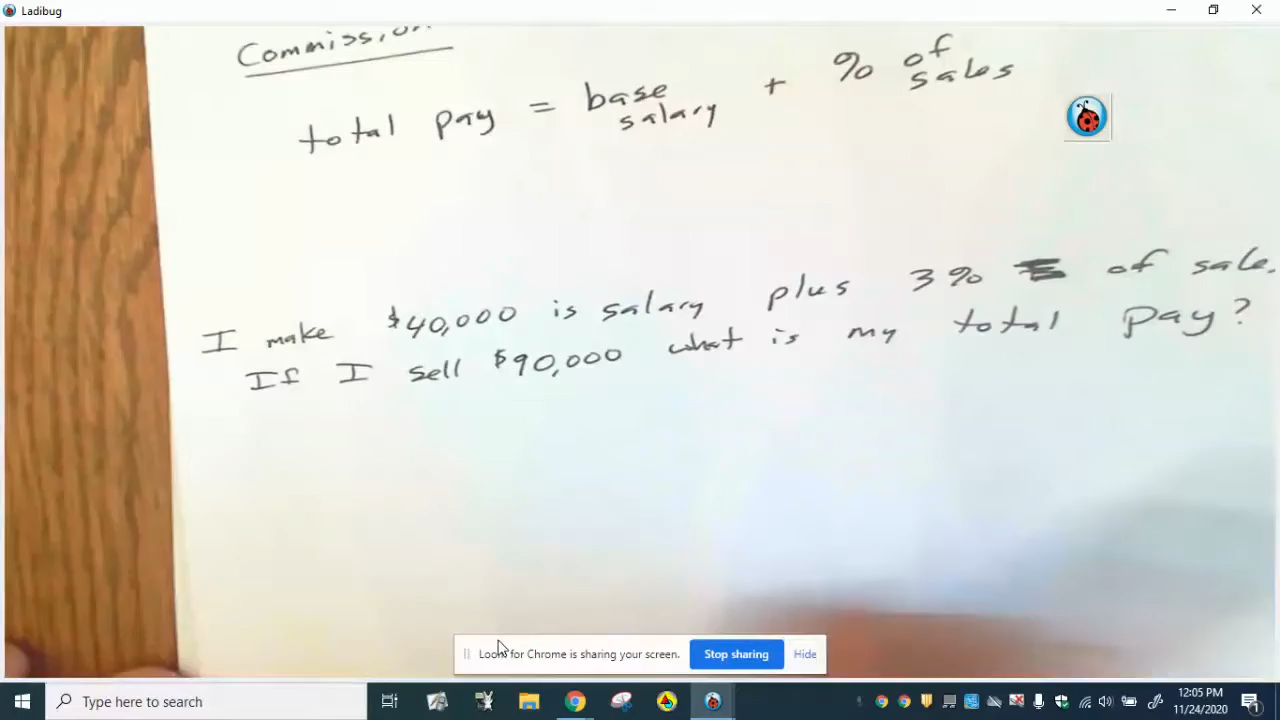 Ladibug
Commission
total pay = base salary + % of sales
I make $40,000 is salary plus 3% of sale.
If I sell $90,000 what is my total pay?
Loom for Chrome is sharing your screen. Stop sharing Hide
Type here to search
12:05 PM
11/24/2020
1